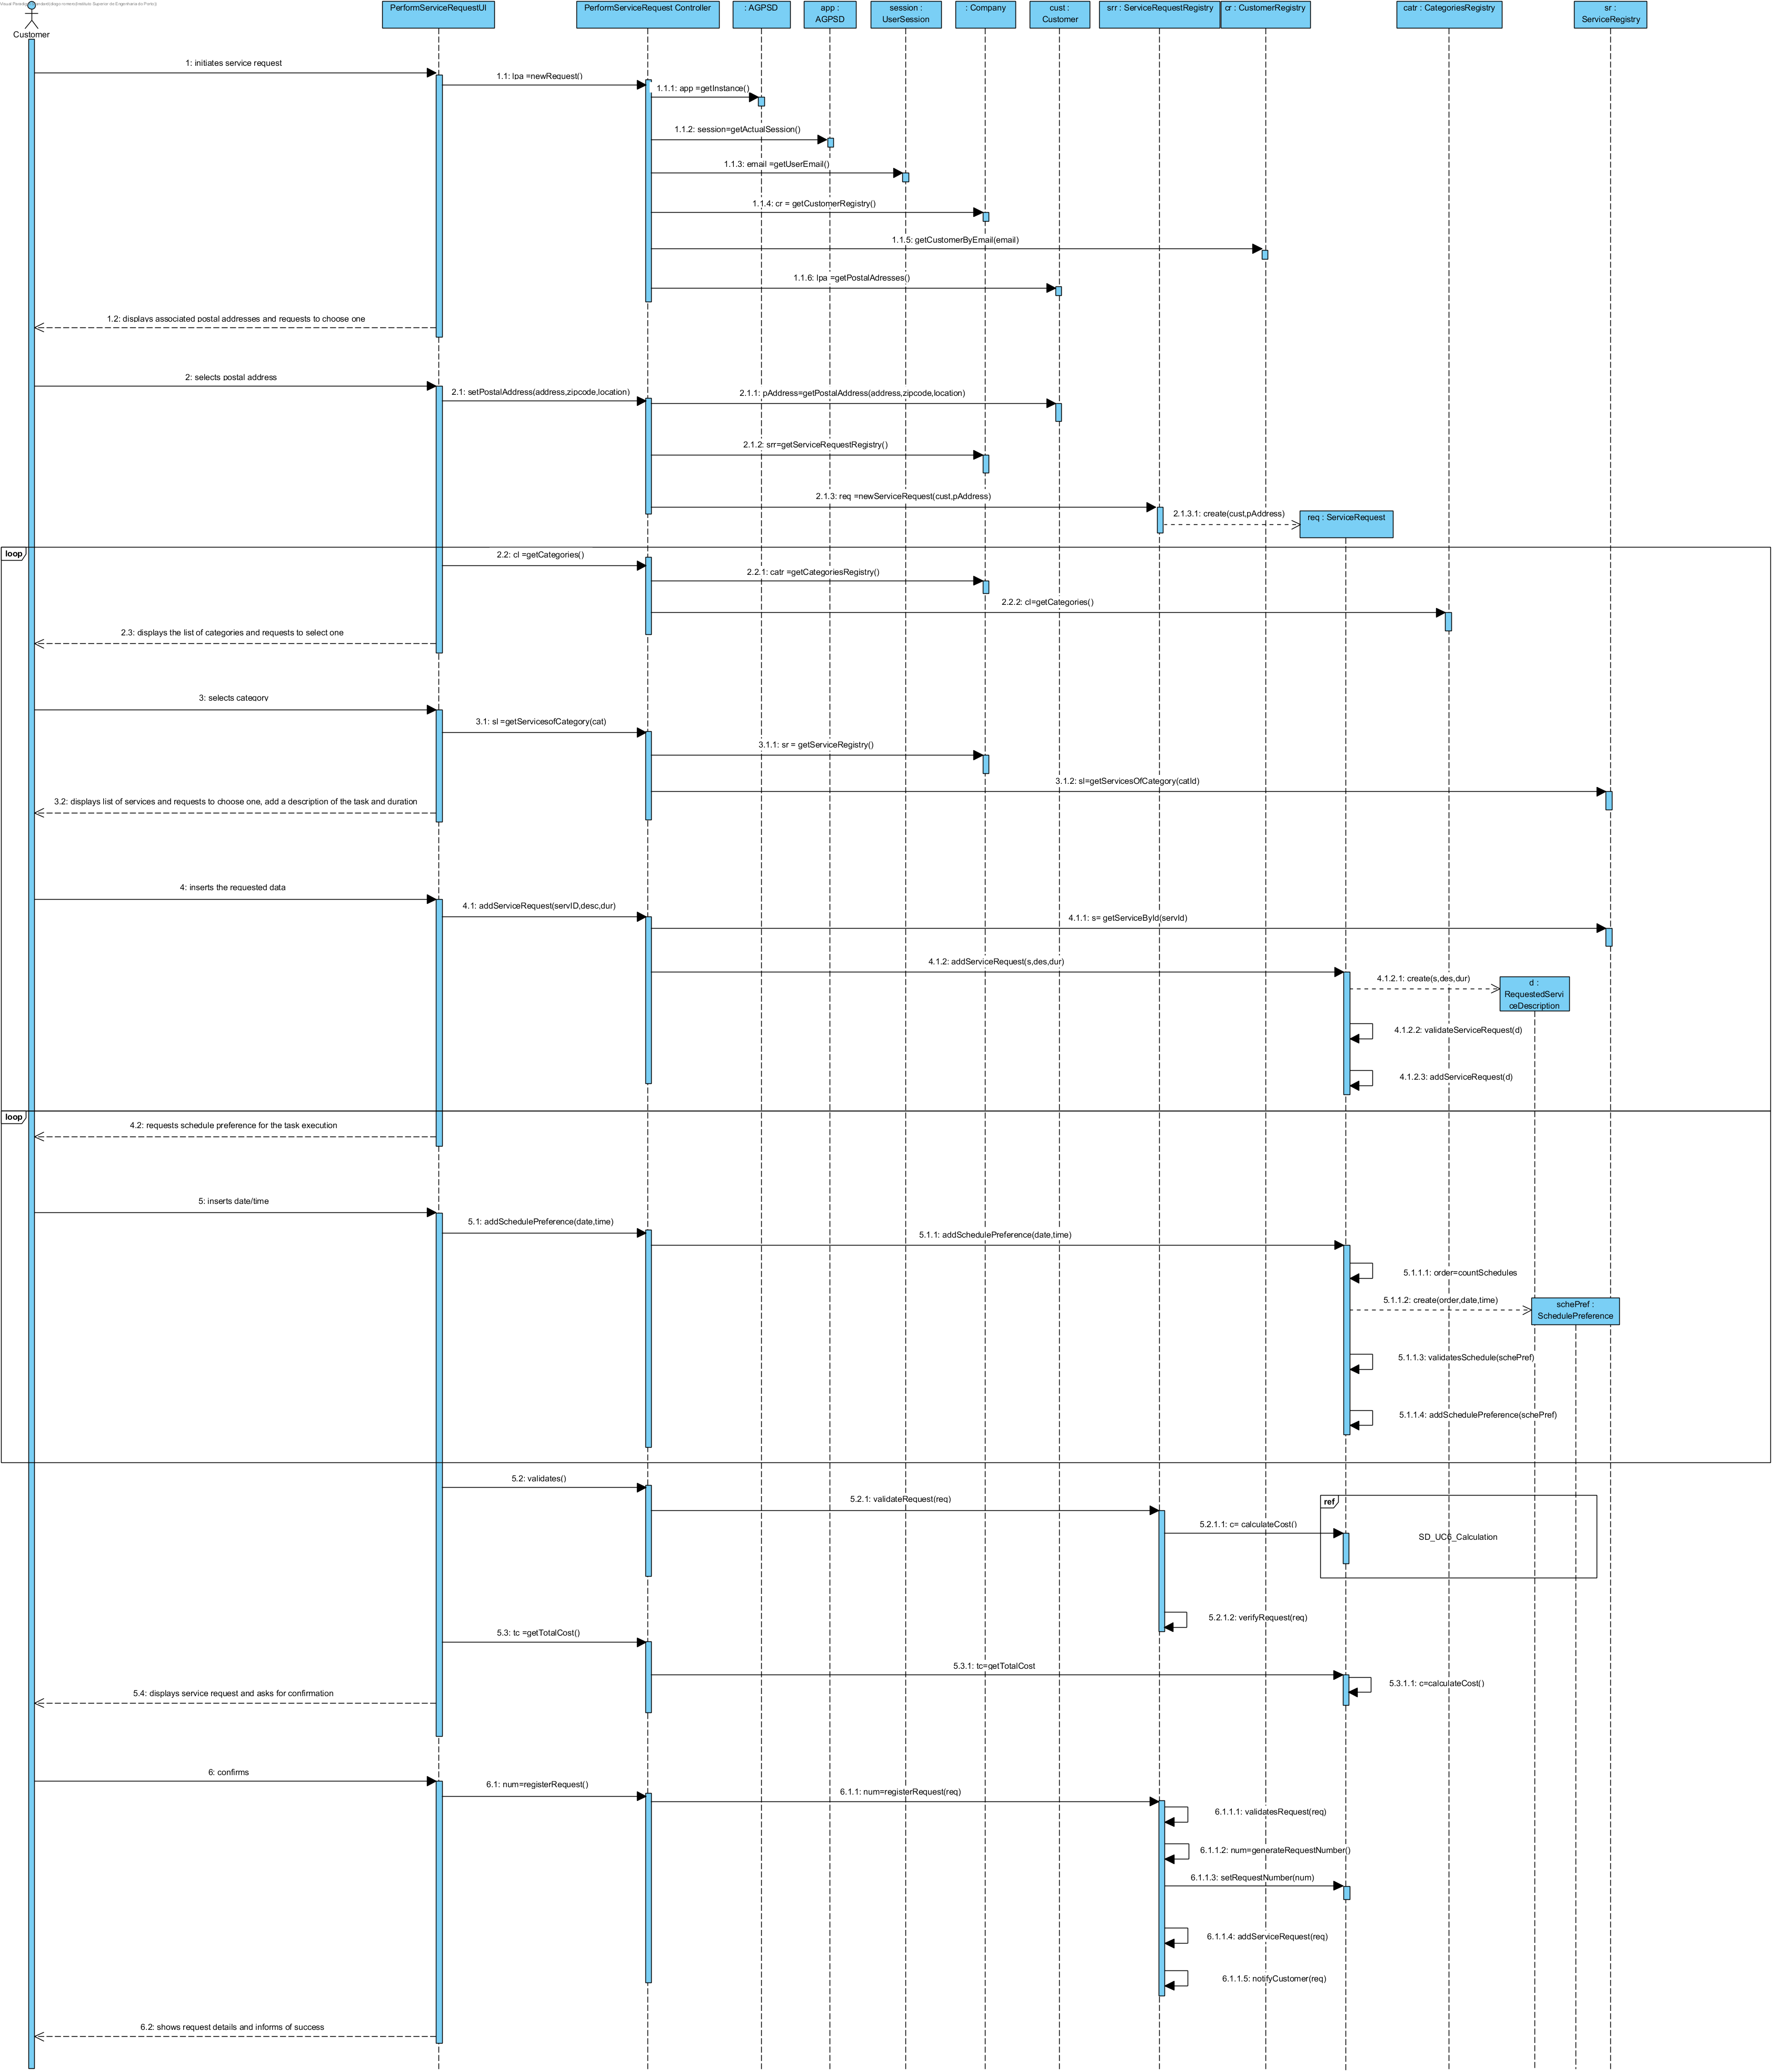 Customer
PerformServiceRequestUI
PerformServiceRequest Controller
: AGPSD
app :
AGPSD
session :
UserSession
: Company
cust :
Customer
srr : ServiceRequestRegistry
cr : CustomerRegistry
catr : CategoriesRegistry
sr :
ServiceRegistry
1: initiates service request
1.1: lpa =newRequest()
1.1.1: app =getInstance()
1.1.2: session=getActualSession()
1.1.3: email =getUserEmail()
1.1.4: cr = getCustomerRegistry()
1.1.5: getCustomerByEmail(email)
1.1.6: lpa =getPostalAdresses()
1.2: displays associated postal addresses and requests to choose one
2: selects postal address
2.1: setPostalAddress(address,zipcode,location)
2.1.1: pAddress=getPostalAddress(address,zipcode,location)
2.1.2: srr=getServiceRequestRegistry()
2.1.3: req =newServiceRequest(cust,pAddress)
2.1.3.1: create(cust,pAddress)
req : ServiceRequest
loop
2.2: cl =getCategories()
2.2.1: catr =getCategoriesRegistry()
2.2.2: cl=getCategories()
2.3: displays the list of categories and requests to select one
3: selects category
3.1: sl =getServicesofCategory(cat)
3.1.1: sr = getServiceRegistry()
3.1.2: sl=getServicesOfCategory(catId)
3.2: displays list of services and requests to choose one, add a description of the task and duration
4: inserts the requested data
4.1: addServiceRequest(servID,desc,dur)
4.1.1: s= getServiceById(servId)
4.1.2: addServiceRequest(s,des,dur)
4.1.2.1: create(s,des,dur)
d :
RequestedServi
ceDescription
4.1.2.2: validateServiceRequest(d)
4.1.2.3: addServiceRequest(d)
loop
4.2: requests schedule preference for the task execution
5: inserts date/time
5.1: addSchedulePreference(date,time)
5.1.1: addSchedulePreference(date,time)
5.1.1.1: order=countSchedules
5.1.1.2: create(order,date,time)
schePref :
SchedulePreference
5.1.1.3: validatesSchedule(schePref)
5.1.1.4: addSchedulePreference(schePref)
5.2: validates()
5.2.1: validateRequest(req)
ref
5.2.1.1: c= calculateCost()
SD_UC6_Calculation
5.2.1.2: verifyRequest(req)
5.3: tc =getTotalCost()
5.3.1: tc=getTotalCost
5.3.1.1: c=calculateCost()
5.4: displays service request and asks for confirmation
6: confirms
6.1: num=registerRequest()
6.1.1: num=registerRequest(req)
6.1.1.1: validatesRequest(req)
6.1.1.2: num=generateRequestNumber()
6.1.1.3: setRequestNumber(num)
6.1.1.4: addServiceRequest(req)
6.1.1.5: notifyCustomer(req)
6.2: shows request details and informs of success